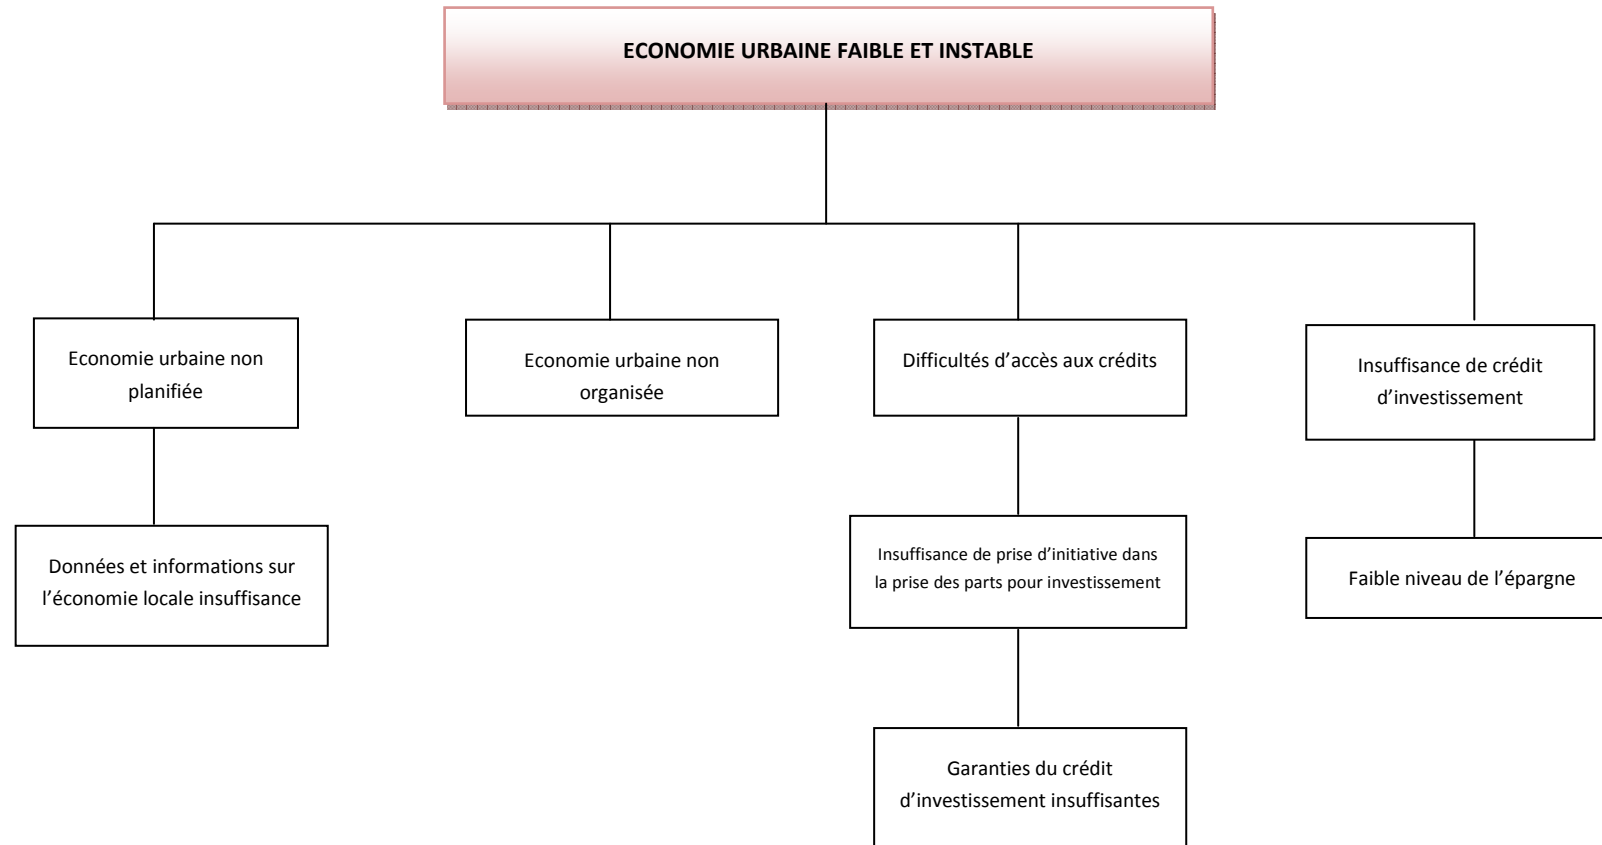 ECONOMIE URBAINE FAIBLE ET INSTABLE
Economie urbaine non
planifiée
Economie urbaine non
organisée
Difficultés d’accès aux crédits
Insuffisance de crédit
d’investissement
Données et informations sur
l’économie locale insuffisance
Insuffisance de prise d’initiative dans
la prise des parts pour investissement
Faible niveau de l’épargne
Garanties du crédit
d’investissement insuffisantes